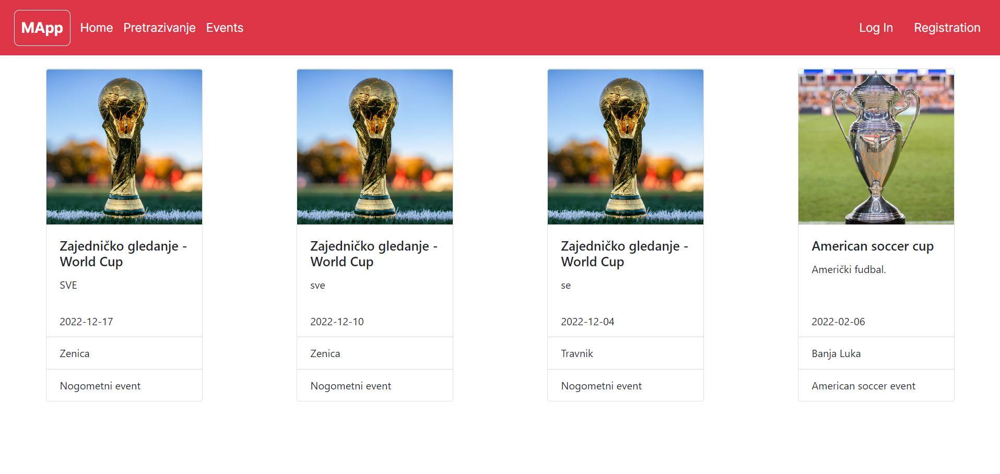 MApp Home Pretrazivanje Events Log In Registration
Zajedničko gledanje -
World Cup
SVE
2022-12-17
Zenica
Nogometni event
Zajedničko gledanje -
World Cup
sve
2022-12-10
Zenica
Nogometni event
Zajedničko gledanje -
World Cup
se
2022-12-04
Travnik
Nogometni event
American soccer cup
Američki fudbal.
2022-02-06
Banja Luka
American soccer event